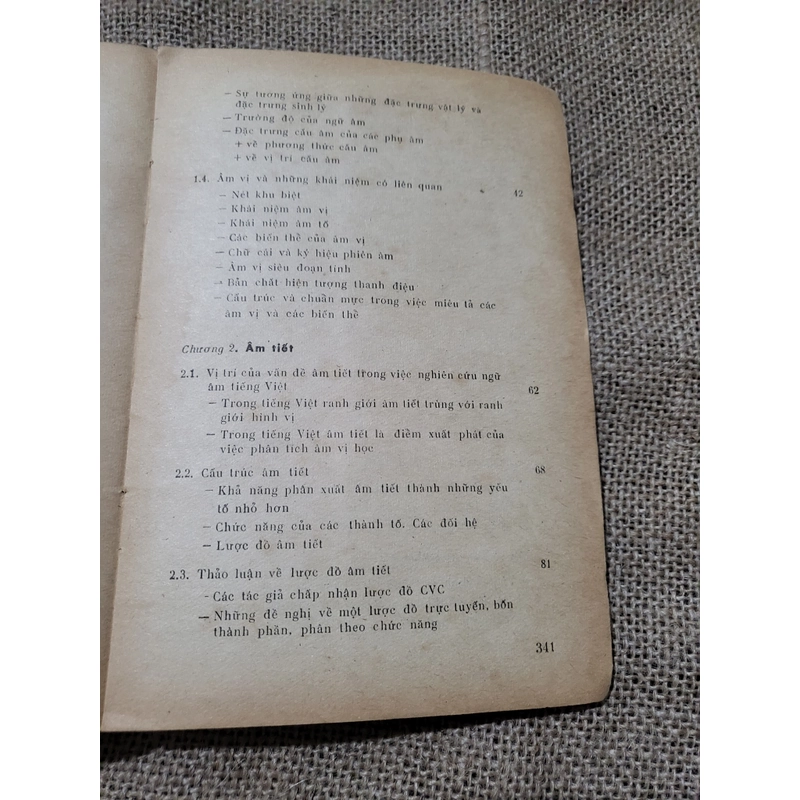 — Sự tương ứng giữa những đặc trưng vật lý và
đặc trưng sinh lý
— Trường độ của ngữ âm
— Đặc trưng cấu âm của các phụ âm
+ về phương thức cấu âm
+ về vị trí cấu âm
1.4. Âm vị và những khái niệm có liên quan 42
— Nét khu biệt
— Khái niệm âm vị
— Khái niệm âm tố
— Các biến thể của âm vị
— Chữ cái và ký hiệu phiên âm
— Âm vị siêu đoạn tính
— Bản chất hiện tượng thanh điệu
— Cấu trúc và chuẩn mực trong việc miêu tả các
âm vị và các biến thể
Chương 2. Âm tiết
2.1. Vị trí của vấn đề âm tiết trong việc nghiên cứu ngữ
âm tiếng Việt 62
— Trong tiếng Việt ranh giới âm tiết trùng với ranh
giới hình vị
— Trong tiếng Việt âm tiết là điểm xuất phát của
việc phân tích âm vị học
2.2. Cấu trúc âm tiết 68
— Khả năng phân xuất âm tiết thành những yếu
tố nhỏ hơn
— Chức năng của các thành tố. Các đối hệ
— Lược đồ âm tiết
2.3. Thảo luận về lược đồ âm tiết 81
- Các tác giả chấp nhận lược đồ CVC
— Những đề nghị về một lược đồ trực tuyến, bốn
thành phần, phân theo chức năng
341